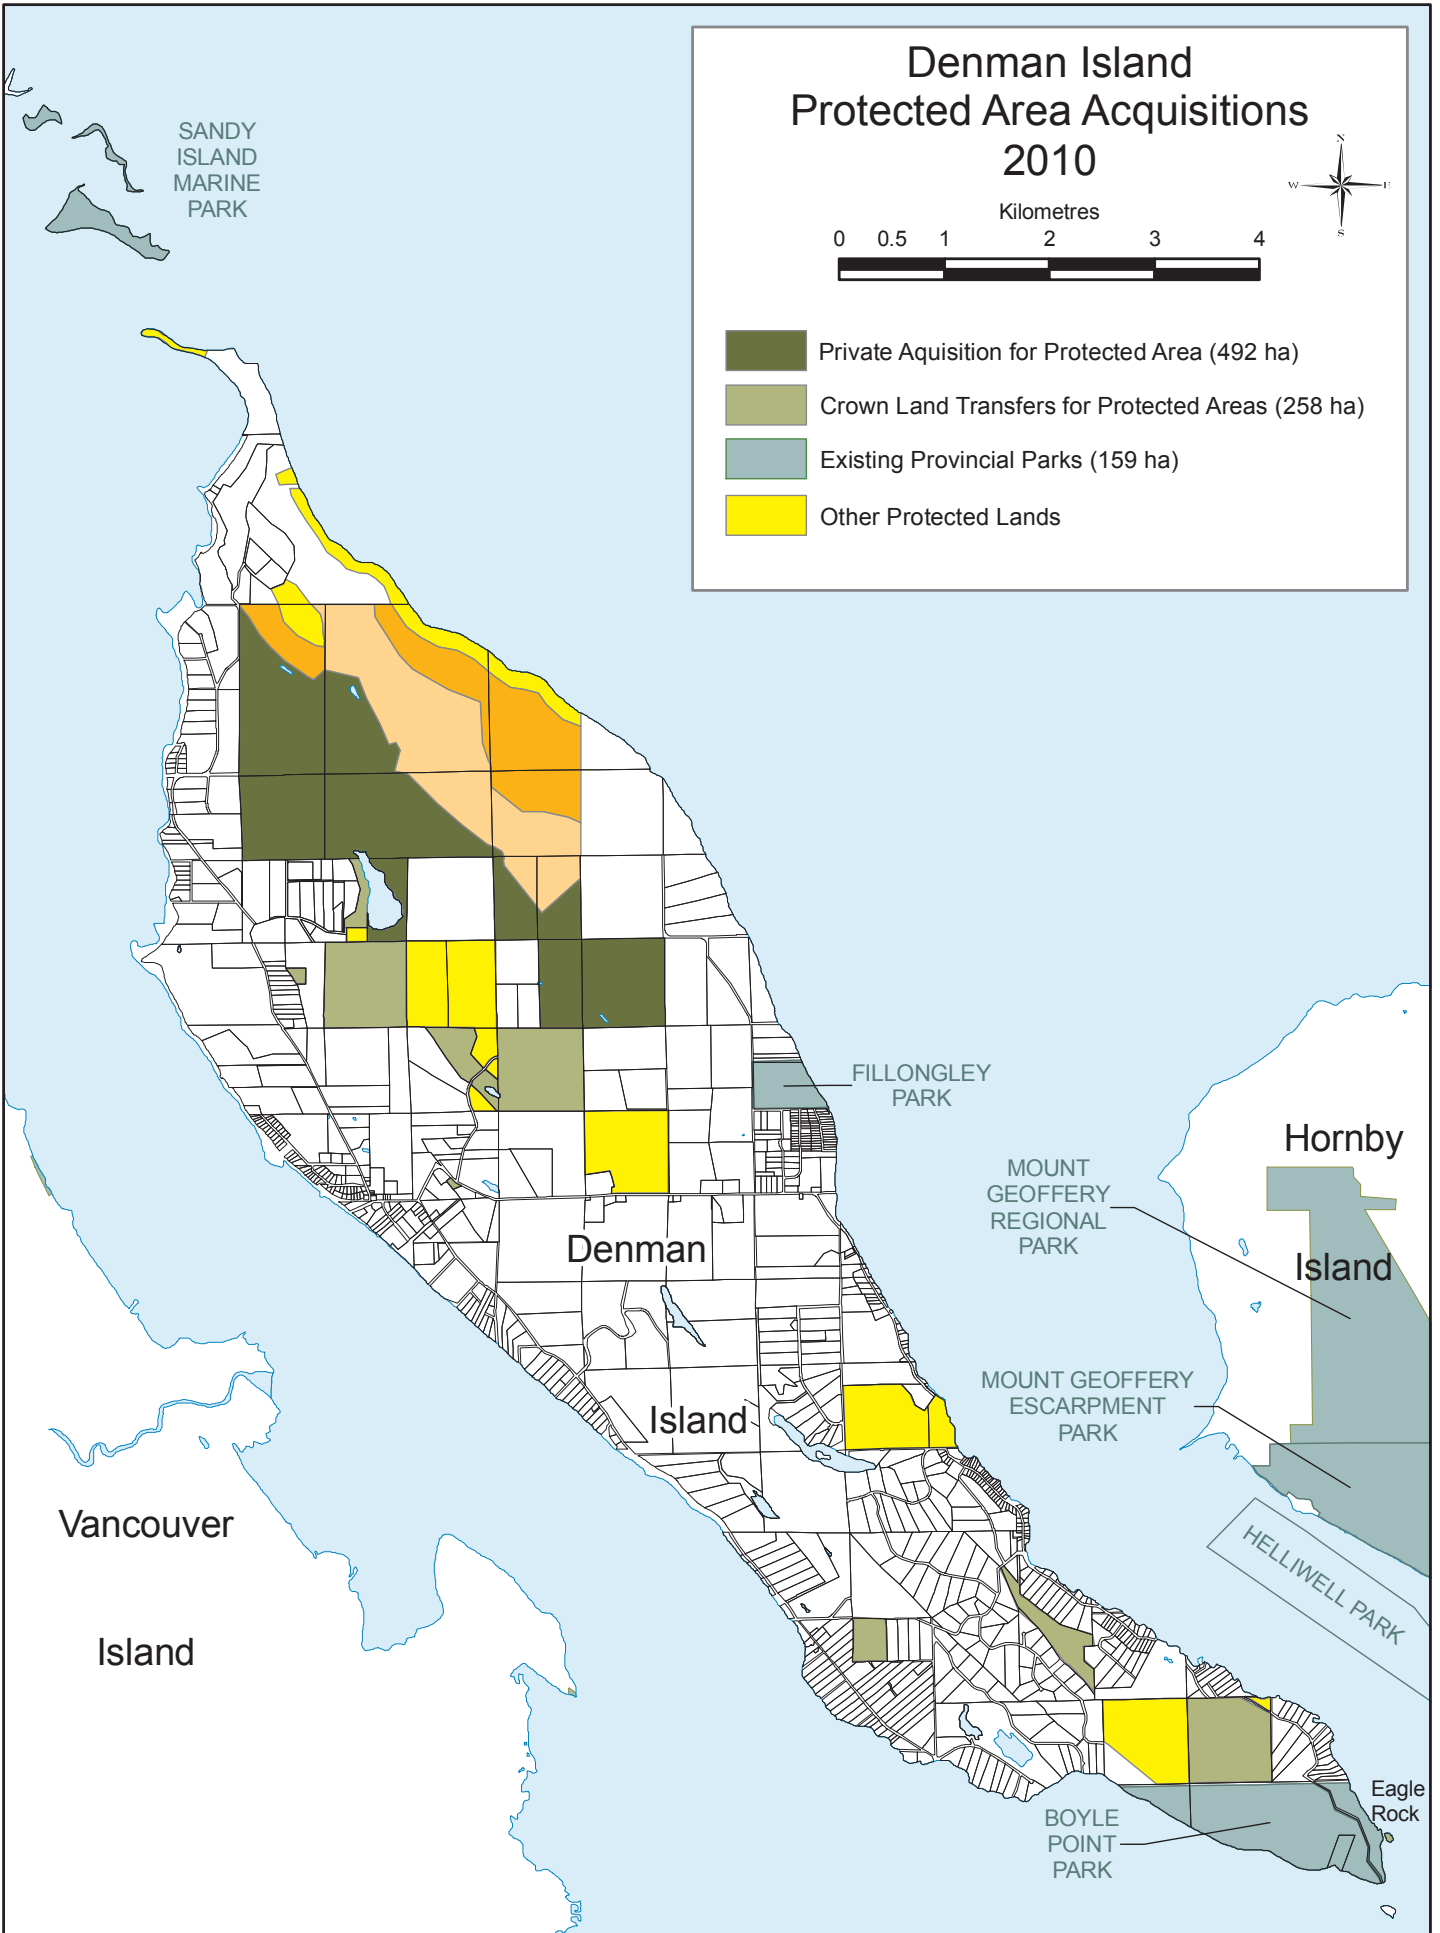 Denman Island
Protected Area Acquisitions
2010
N
W
E
S
Kilometres
0 0.5 1 2 3 4
Private Aquisition for Protected Area (492 ha)
Crown Land Transfers for Protected Areas (258 ha)
Existing Provincial Parks (159 ha)
Other Protected Lands
SANDY
ISLAND
MARINE
PARK
FILLONGLEY
PARK
Hornby
Island
MOUNT
GEOFFERY
REGIONAL
PARK
Denman
Island
MOUNT GEOFFERY
ESCARPMENT
PARK
Vancouver
Island
HELLIWELL PARK
Eagle
Rock
BOYLE
POINT
PARK